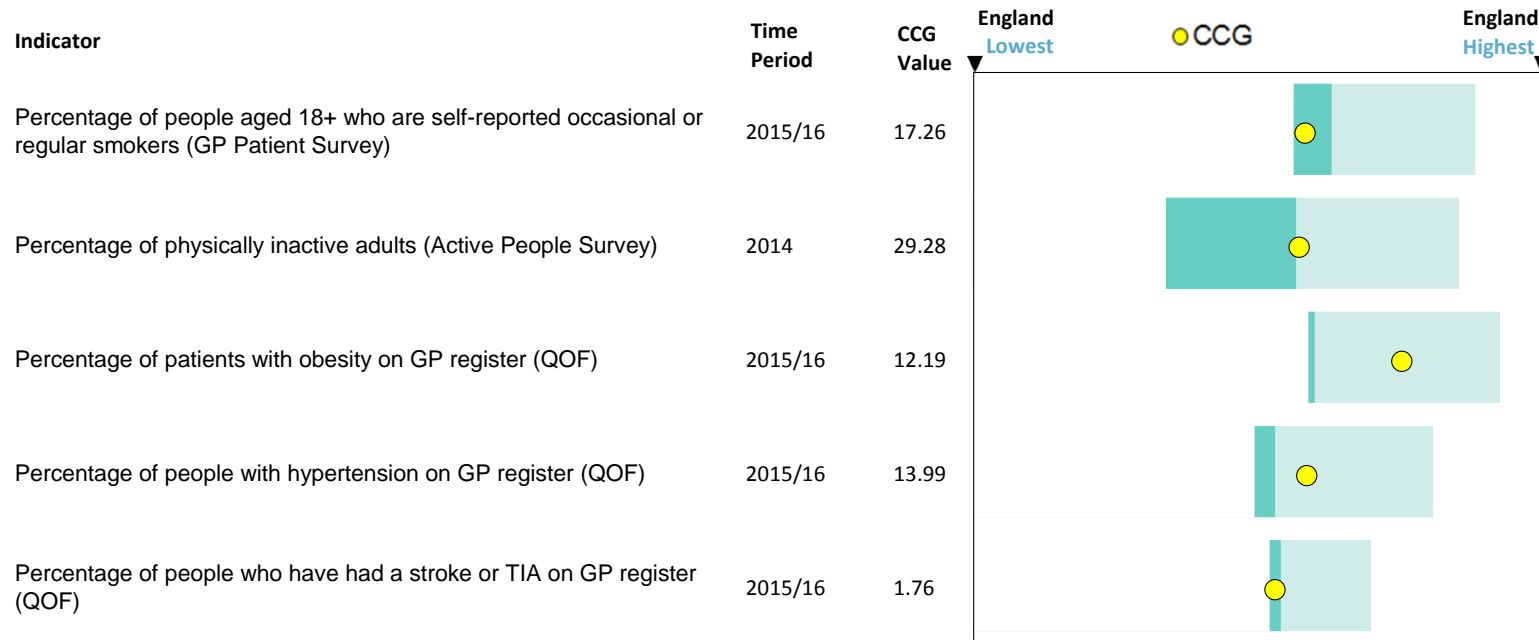 Indicator
Time
Period
CCG
Value
England
Lowest
CCG
England
Highest
Percentage of people aged 18+ who are self-reported occasional or
regular smokers (GP Patient Survey)
2015/16
17.26
Percentage of physically inactive adults (Active People Survey)
2014
29.28
Percentage of patients with obesity on GP register (QOF)
2015/16
12.19
Percentage of people with hypertension on GP register (QOF)
2015/16
13.99
Percentage of people who have had a stroke or TIA on GP register
(QOF)
2015/16
1.76